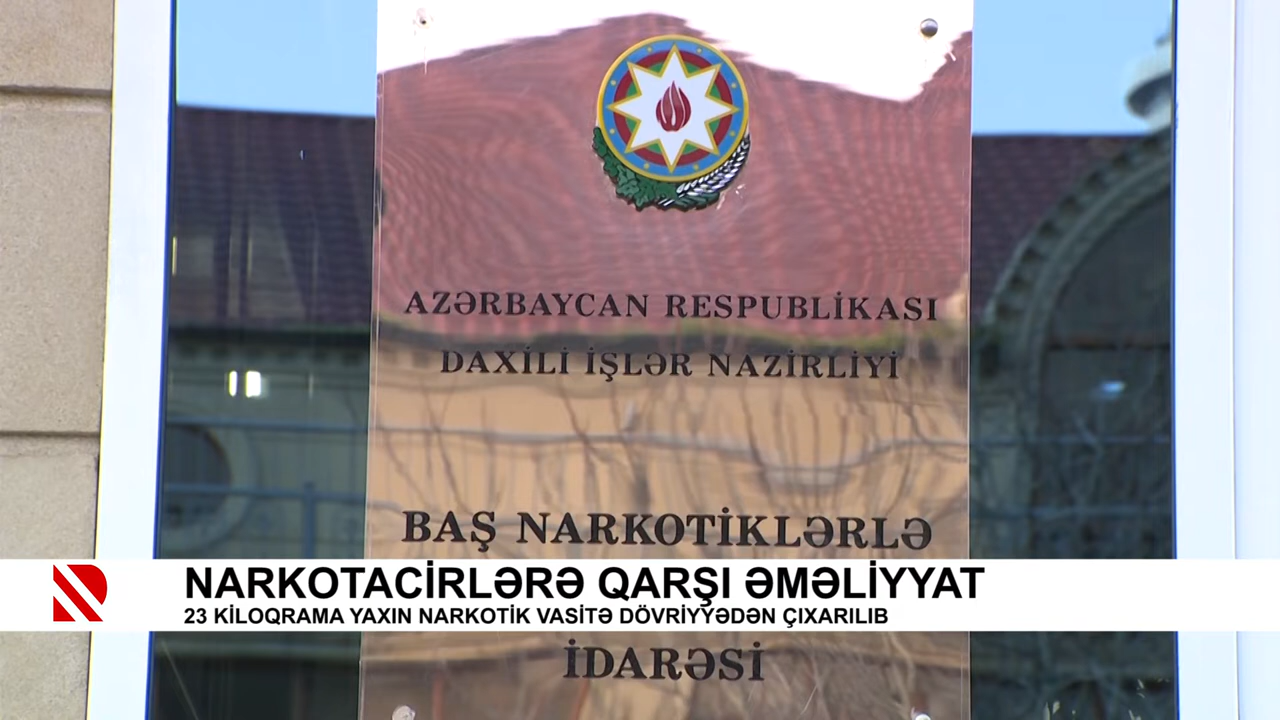 AZƏRBAYCAN RESPUBLİKASI
DAXİLİ İŞLƏR NAZİRLİYİ
BAŞ NARKOTİKLƏRLƏ
NARKOTACİRLƏRƏ QARŞI ƏMƏLİYYAT
23 KİLOQRAMA YAXIN NARKOTİK VASİTƏ DÖVRİYYƏDƏN ÇIXARILIB
İDARƏSİ